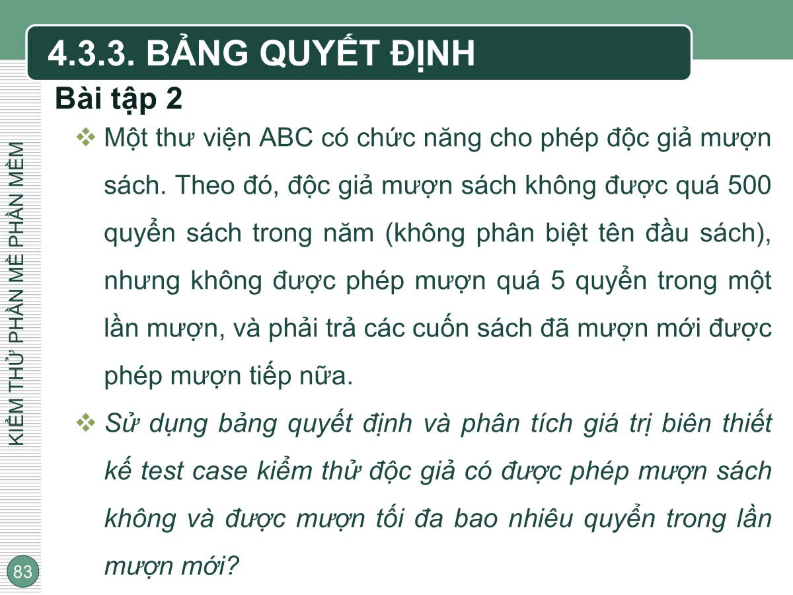 4.3.3. BẢNG QUYẾT ĐỊNH
Bài tập 2
Một thư viện ABC có chức năng cho phép độc giả mượn
sách. Theo đó, độc giả mượn sách không được quá 500
quyển sách trong năm (không phân biệt tên đầu sách),
nhưng không được phép mượn quá 5 quyển trong một
lần mượn, và phải trả các cuốn sách đã mượn mới được
phép mượn tiếp nữa.
Sử dụng bảng quyết định và phân tích giá trị biên thiết
kế test case kiểm thử độc giả có được phép mượn sách
không và được mượn tối đa bao nhiêu quyển trong lần
mượn mới?
KIỂM THỬ PHẦN MỀ PHẦN MỀM
83